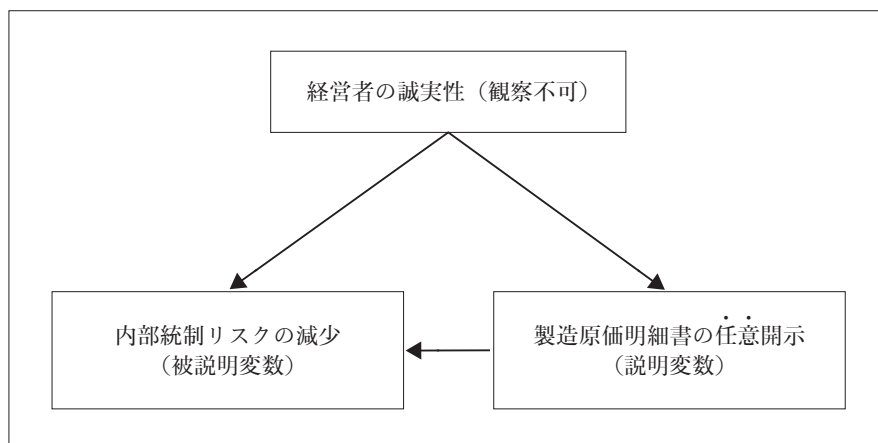 経営者の誠実性（観察不可）
内部統制リスクの減少
（被説明変数）
製造原価明細書の任意開示
（説明変数）